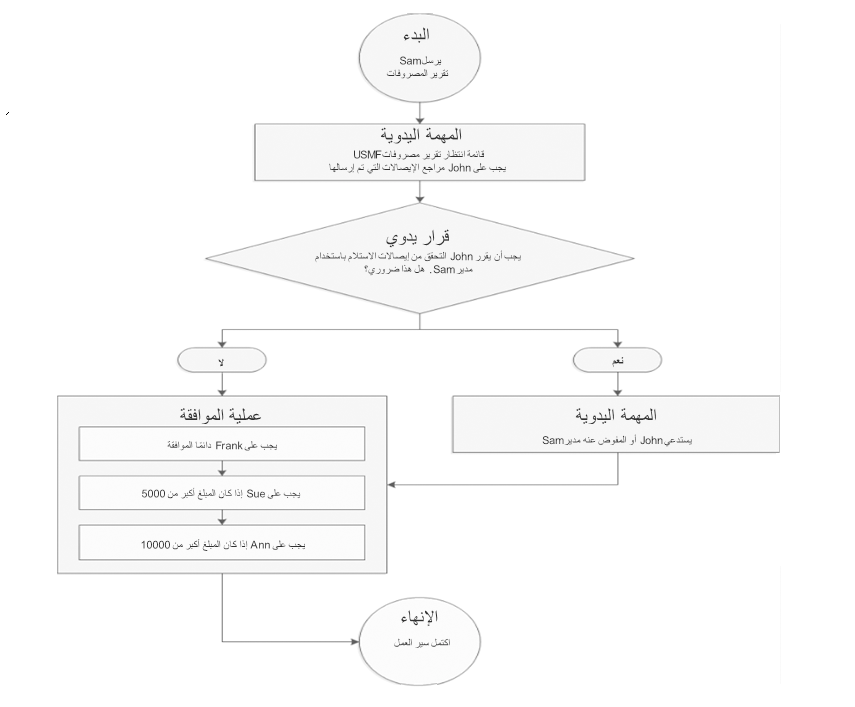 البدء
يرسل Sam
تقرير المصروفات
المهمة اليدوية
قائمة انتظار تقرير مصروفات USMF
يجب على John مراجع الإيصالات التي تم إرسالها
قرار يدوي
يجب أن يقرر John التحقق من إيصالات الاستلام باستخدام
مدير Sam. هل هذا ضروري؟
نعم
لا
المهمة اليدوية
يستدعي John أو المفوض عنه مدير Sam
عملية الموافقة
يجب على Frank دائمًا الموافقة
يجب على Sue إذا كان المبلغ أكبر من 5000
يجب على Ann إذا كان المبلغ أكبر من 10000
الإنهاء
اكتمل سير العمل